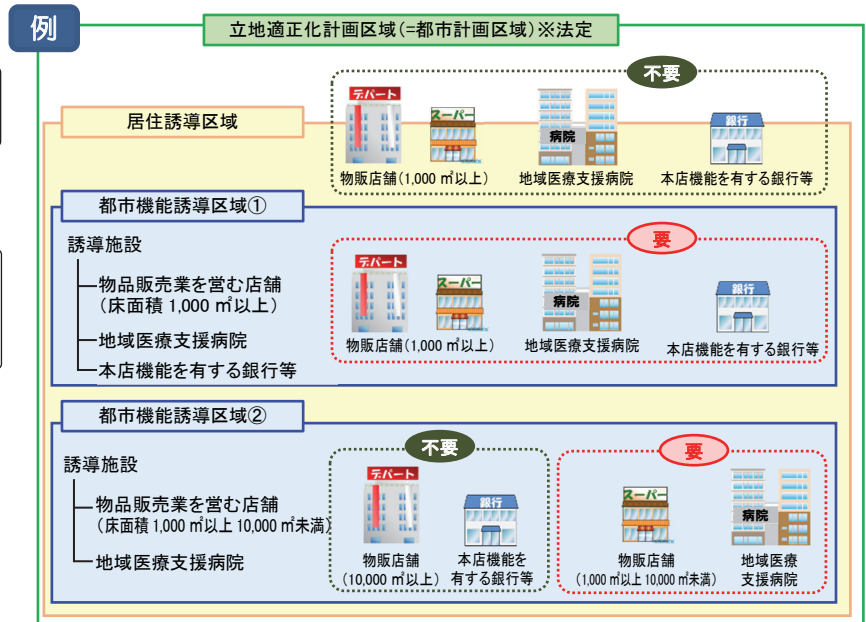 例
立地適正化計画区域(=都市計画区域)※法定
不要
デパート
スーパー
病院
銀行
居住誘導区域
物販店舗(1,000㎡以上)
地域医療支援病院
本店機能を有する銀行等
都市機能誘導区域①
要
誘導施設
物品販売業を営む店舗
(床面積1,000㎡以上)
地域医療支援病院
本店機能を有する銀行等
デパート
スーパー
病院
銀行
物販店舗(1,000㎡以上)
地域医療支援病院
本店機能を有する銀行等
都市機能誘導区域②
不要
要
誘導施設
物品販売業を営む店舗
(床面積1,000㎡以上10,000㎡未満)
地域医療支援病院
デパート
銀行
スーパー
病院
物販店舗
(10,000㎡以上)
本店機能を
有する銀行等
物販店舗
(1,000㎡以上10,000㎡未満)
地域医療
支援病院